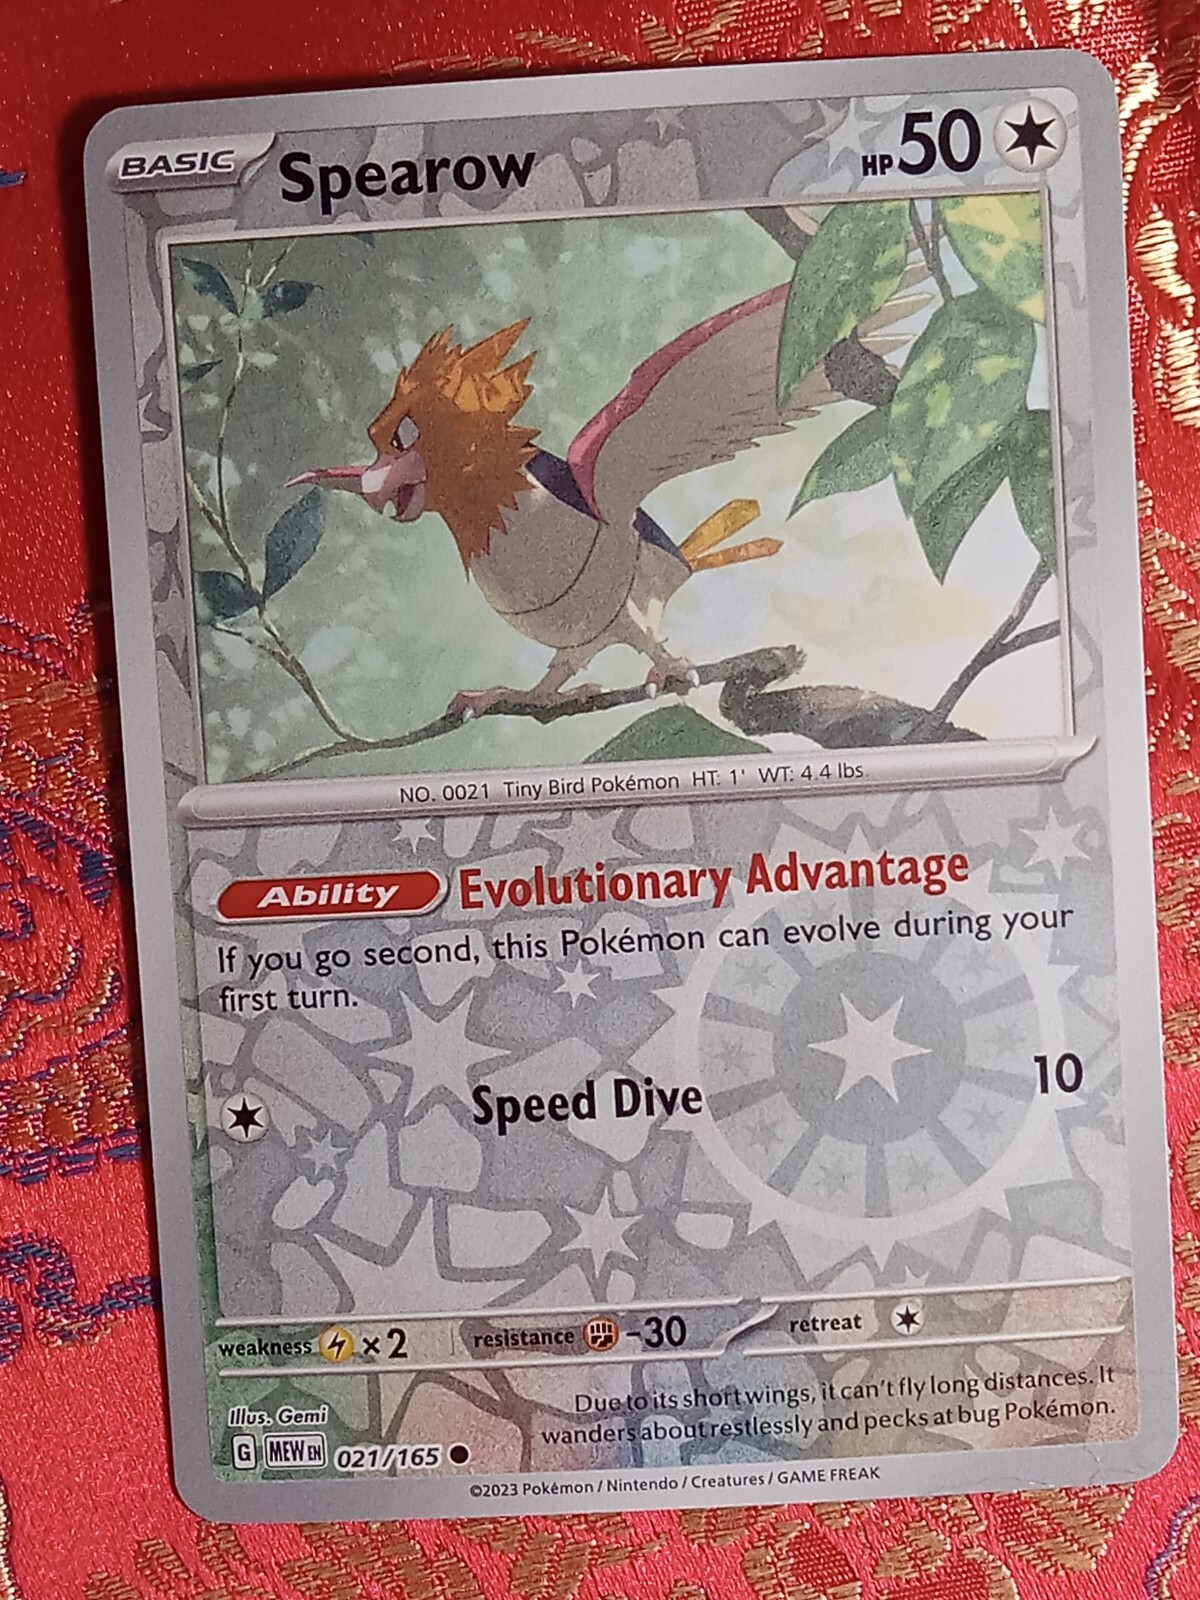 BASIC Spearow HP 50
NO. 0021 Tiny Bird Pokémon HT: 1' WT: 4.4 lbs.
Ability Evolutionary Advantage
If you go second, this Pokémon can evolve during your
first turn.
Speed Dive 10
weakness ×2 resistance -30 retreat
Due to its short wings, it can't fly long distances. It
wanders about restlessly and pecks at bug Pokémon.
Illus. Gemi
G MEW EN 021/165
©2023 Pokémon / Nintendo / Creatures / GAME FREAK